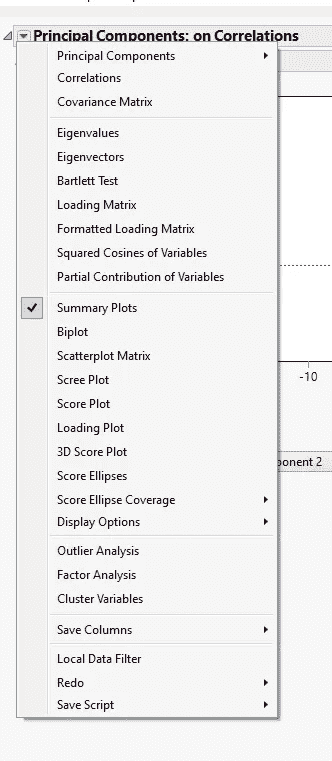 Principal Components: on Correlations
Principal Components
Correlations
Covariance Matrix
Eigenvalues
Eigenvectors
Bartlett Test
Loading Matrix
Formatted Loading Matrix
Squared Cosines of Variables
Partial Contribution of Variables
Summary Plots
Biplot
Scatterplot Matrix
Scree Plot
-10
Score Plot
Loading Plot
3D Score Plot
ponent 2
Score Ellipses
Score Ellipse Coverage
Display Options
Outlier Analysis
Factor Analysis
Cluster Variables
Save Columns
Local Data Filter
Redo
Save Script